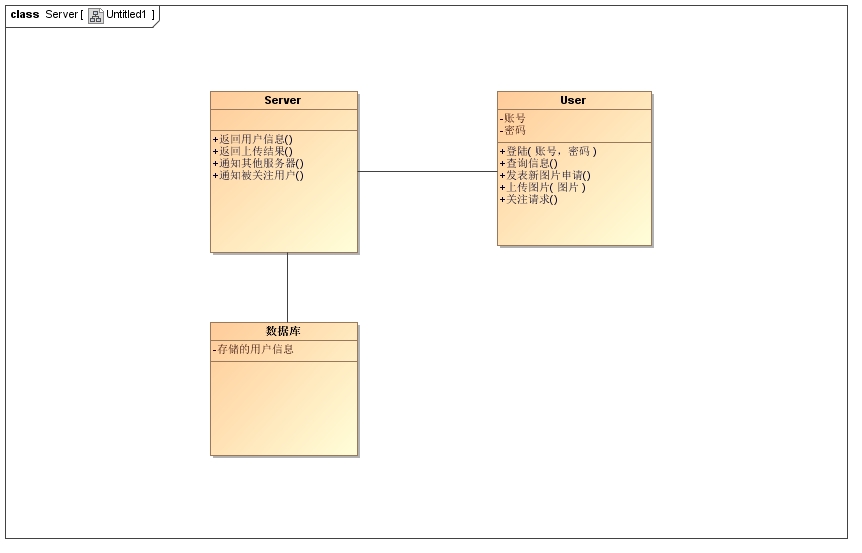 class Server [ Untitled1 ]
Server
+返回用户信息()
+返回上传结果()
+通知其他服务器()
+通知被关注用户()
User
-账号
-密码
+登陆( 账号，密码 )
+查询信息()
+发表新图片申请()
+上传图片( 图片 )
+关注请求()
数据库
-存储的用户信息